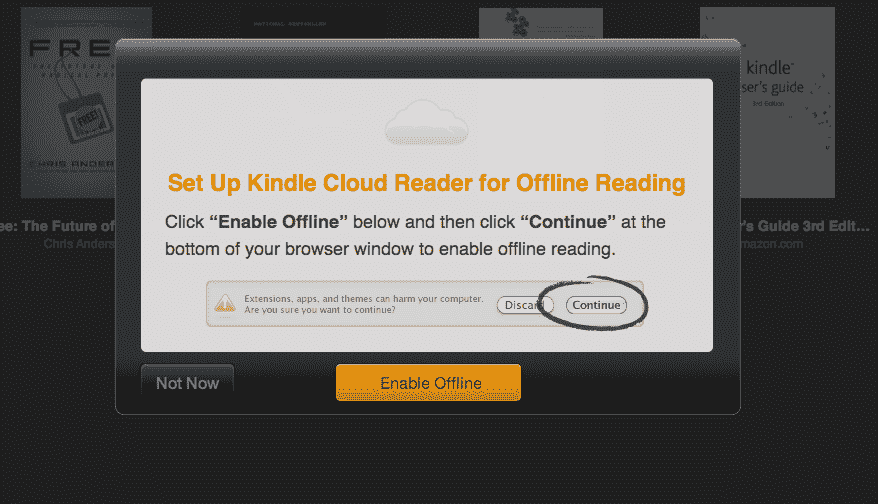 NATIONAL BESTSELLER
FREE
kindle™
ser's guide
3rd Edition
FREE!
CHRIS ANDER
Set Up Kindle Cloud Reader for Offline Reading
Click “Enable Offline” below and then click “Continue” at the
bottom of your browser window to enable offline reading.
ee: The Future of
r's Guide 3rd Edit...
Chris Anders
mazon.com
Extensions, apps, and themes can harm your computer.
Are you sure you want to continue?
Discard
Continue
Not Now
Enable Offline